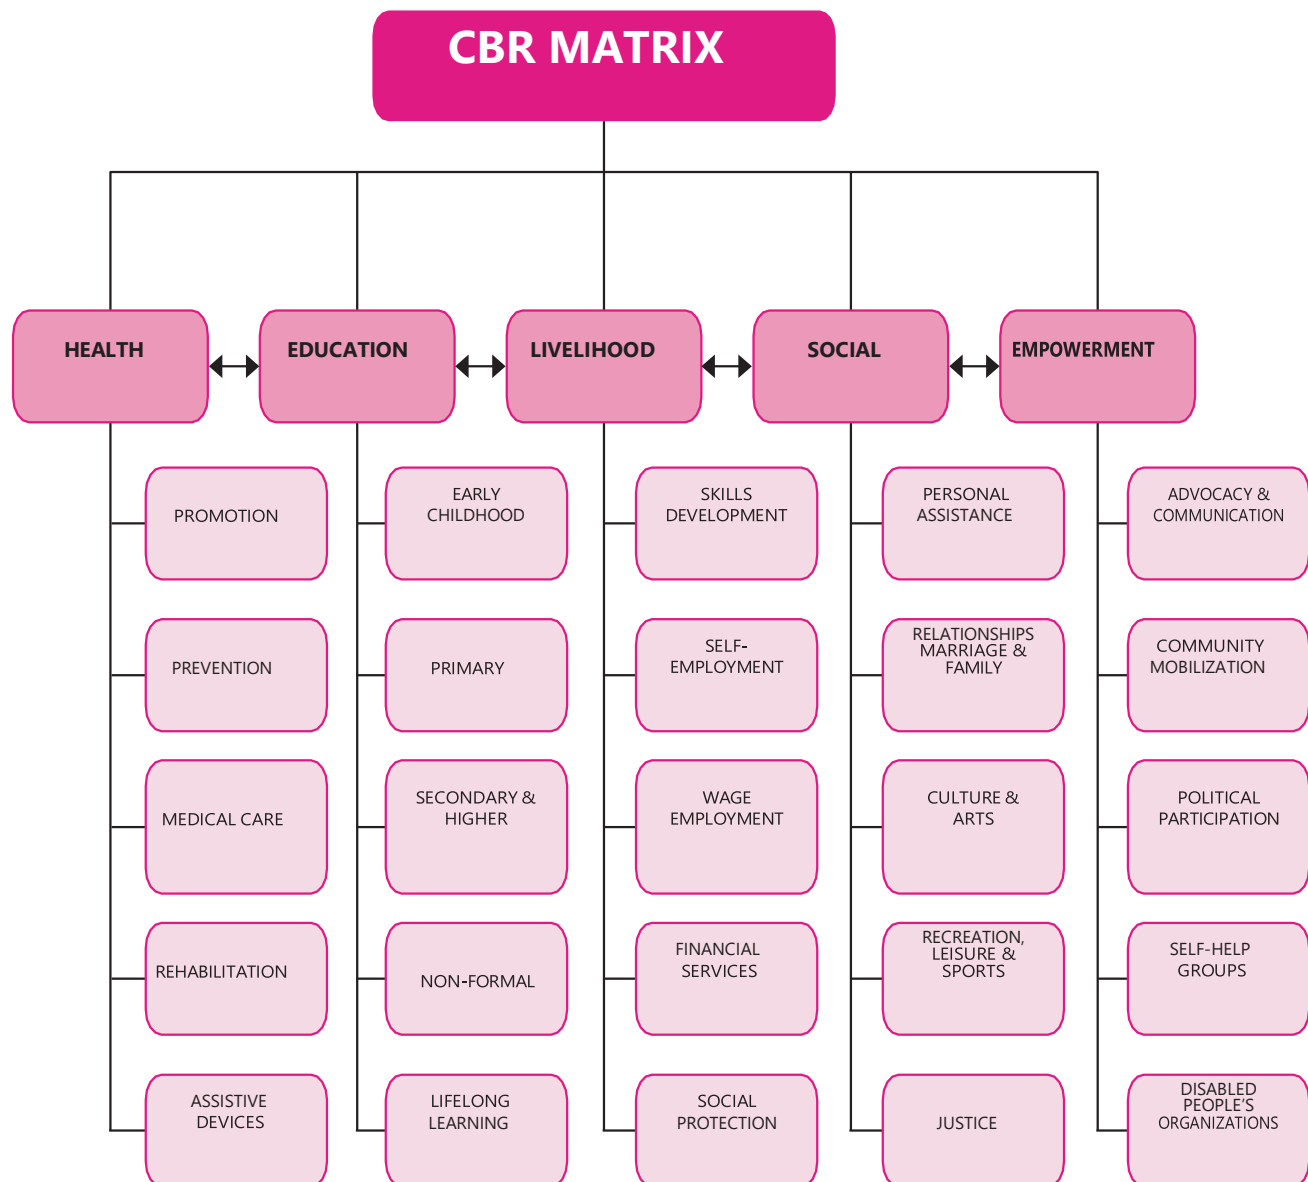 CBR MATRIX
HEALTH
EDUCATION
LIVELIHOOD
SOCIAL
EMPOWERMENT
PROMOTION
PREVENTION
MEDICAL CARE
REHABILITATION
ASSISTIVE
DEVICES
EARLY
CHILDHOOD
PRIMARY
SECONDARY &
HIGHER
NON-FORMAL
LIFELONG
LEARNING
SKILLS
DEVELOPMENT
SELF-
EMPLOYMENT
WAGE
EMPLOYMENT
FINANCIAL
SERVICES
SOCIAL
PROTECTION
PERSONAL
ASSISTANCE
RELATIONSHIPS
MARRIAGE &
FAMILY
CULTURE &
ARTS
RECREATION,
LEISURE &
SPORTS
JUSTICE
ADVOCACY &
COMMUNICATION
COMMUNITY
MOBILIZATION
POLITICAL
PARTICIPATION
SELF-HELP
GROUPS
DISABLED
PEOPLE’S
ORGANIZATIONS